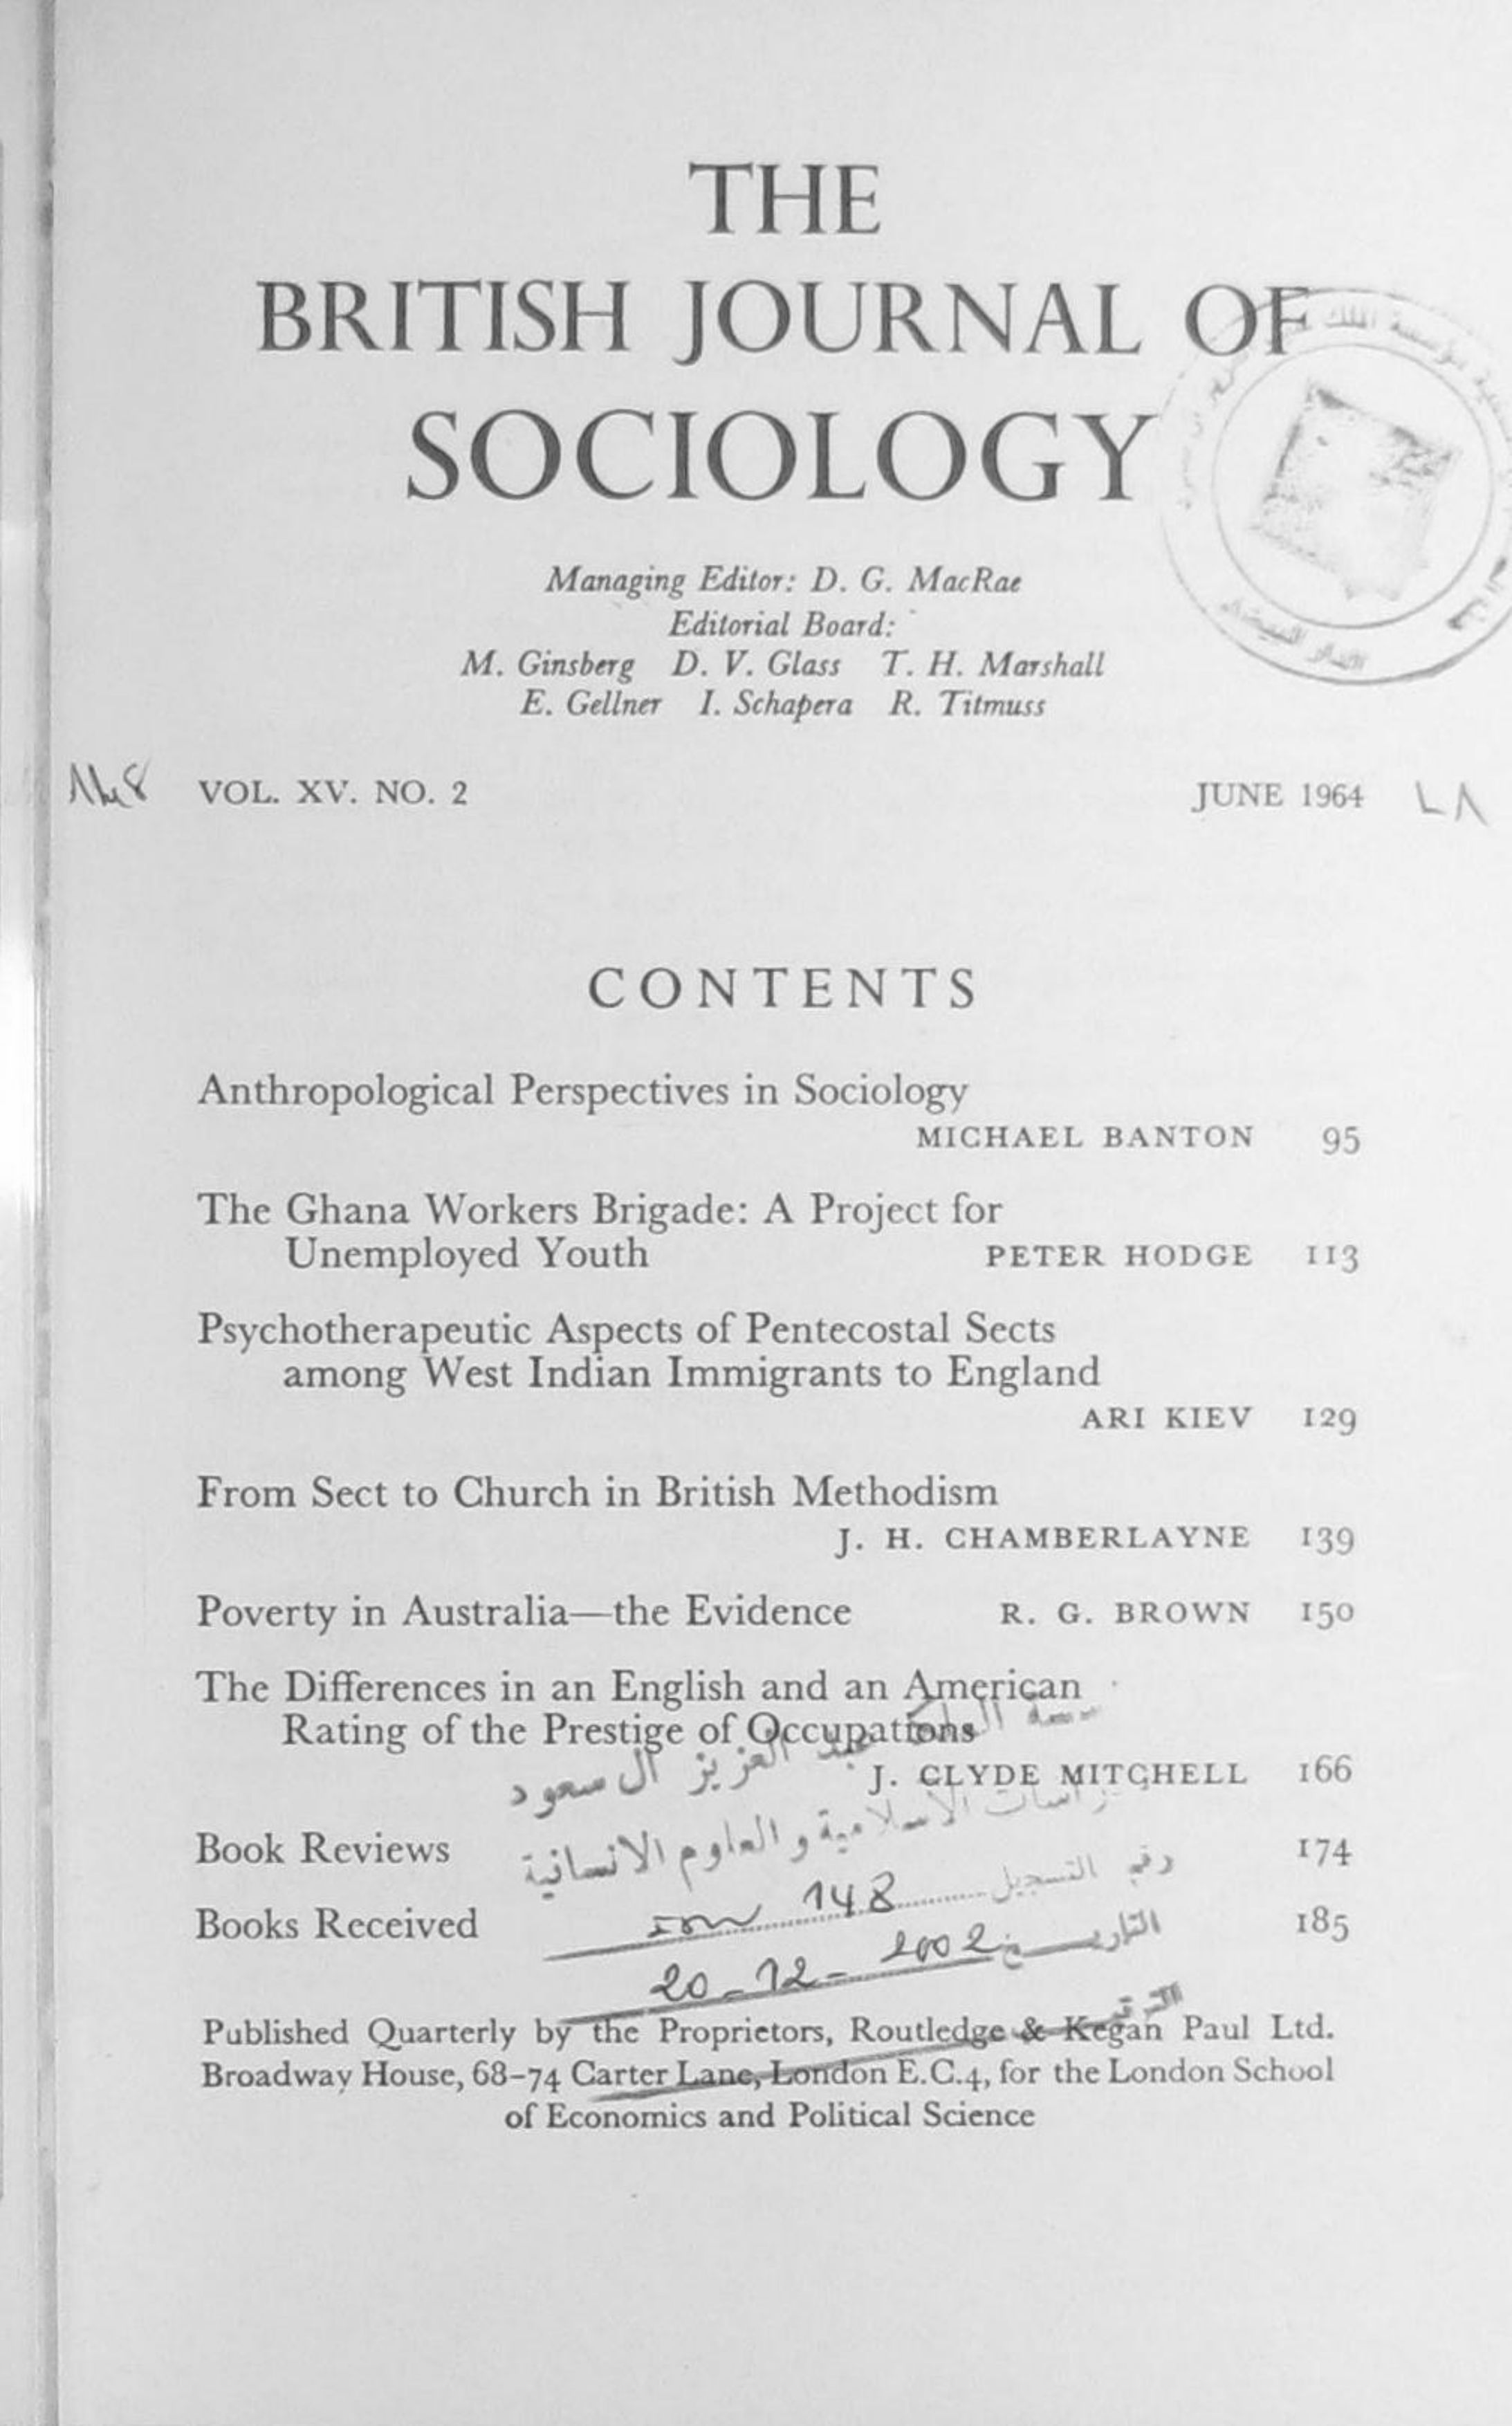 THE
BRITISH JOURNAL OF
SOCIOLOGY
Managing Editor: D. G. MacRae
Editorial Board:
M. Ginsberg D. V. Glass T. H. Marshall
E. Gellner I. Schapera R. Titmuss
VOL. XV. NO. 2 JUNE 1964
CONTENTS
Anthropological Perspectives in Sociology
MICHAEL BANTON 95
The Ghana Workers Brigade: A Project for
Unemployed Youth PETER HODGE 113
Psychotherapeutic Aspects of Pentecostal Sects
among West Indian Immigrants to England
ARI KIEV 129
From Sect to Church in British Methodism
J. H. CHAMBERLAYNE 139
Poverty in Australia—the Evidence R. G. BROWN 150
The Differences in an English and an American
Rating of the Prestige of Occupations
عبد العزيز آل سعود
J. CLYDE MITCHELL 166
الاسلامية و العلوم الانسانية
Book Reviews 174
رقم التسجيل 148
Books Received 185
التاريخ 20-12-2002
Published Quarterly by the Proprietors, Routledge & Kegan Paul Ltd.
Broadway House, 68-74 Carter Lane, London E.C.4, for the London School
of Economics and Political Science